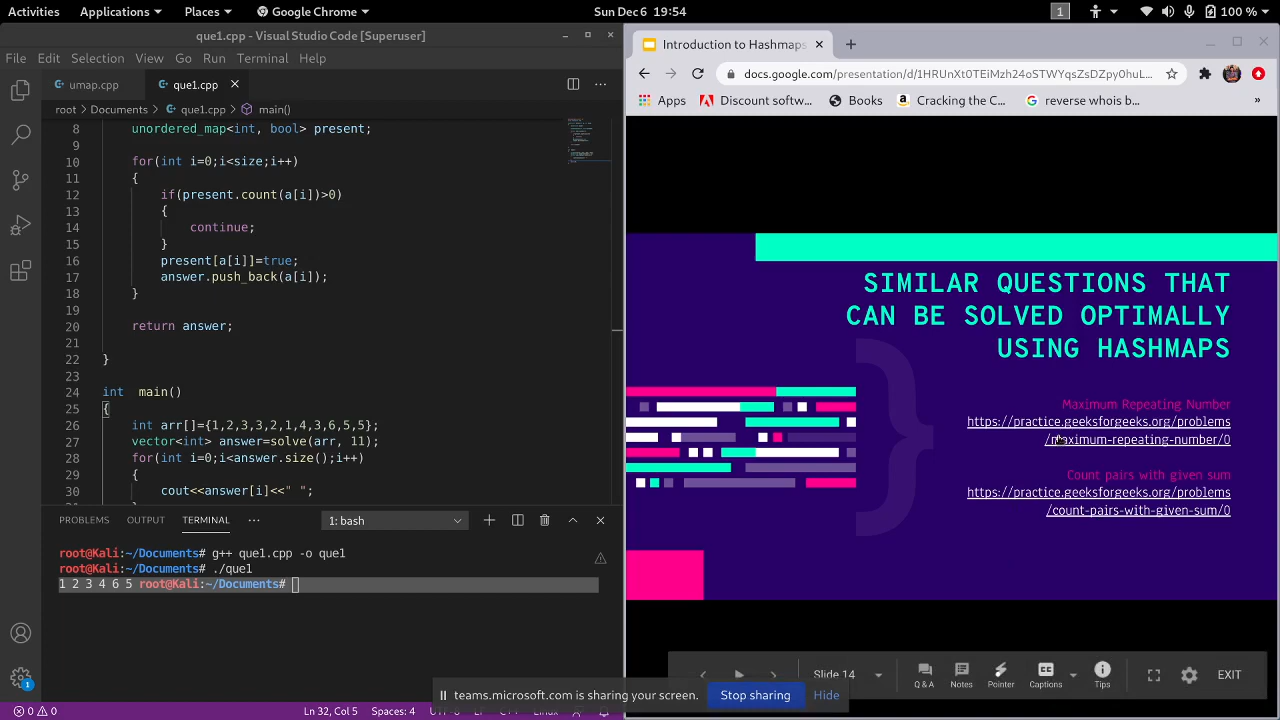 Activities Applications Places Google Chrome Sun Dec 6 19:54 1 100 %
que1.cpp - Visual Studio Code [Superuser]
File Edit Selection View Go Run Terminal Help
umap.cpp que1.cpp
root > Documents > que1.cpp > main()
8 unordered_map<int, bool> present;
9
10 for(int i=0;i<size;i++)
11 {
12 if(present.count(a[i])>0)
13 {
14 continue;
15 }
16 present[a[i]]=true;
17 answer.push_back(a[i]);
18 }
19
20 return answer;
21
22 }
23
24 int main()
25 {
26 int arr[]={1,2,3,3,2,1,4,3,6,5,5};
27 vector<int> answer=solve(arr, 11);
28 for(int i=0;i<answer.size();i++)
29 {
30 cout<<answer[i]<<" ";
PROBLEMS OUTPUT TERMINAL ... 1: bash
root@Kali:~/Documents# g++ que1.cpp -o que1
root@Kali:~/Documents# ./que1
1 2 3 4 6 5 root@Kali:~/Documents#
1
0 0 Ln 32, Col 5 Spaces: 4
Introduction to Hashmaps
docs.google.com/presentation/d/1HRUnXt0TEiMzh24oSTWYqsZsDZpy0huL...
Apps Discount softw... Books Cracking the C... reverse whois b... »
SIMILAR QUESTIONS THAT
CAN BE SOLVED OPTIMALLY
USING HASHMAPS
Maximum Repeating Number
https://practice.geeksforgeeks.org/problems
/maximum-repeating-number/0
Count pairs with given sum
https://practice.geeksforgeeks.org/problems
/count-pairs-with-given-sum/0
Slide 14 Q & A Notes Pointer Captions Tips EXIT
teams.microsoft.com is sharing your screen. Stop sharing Hide